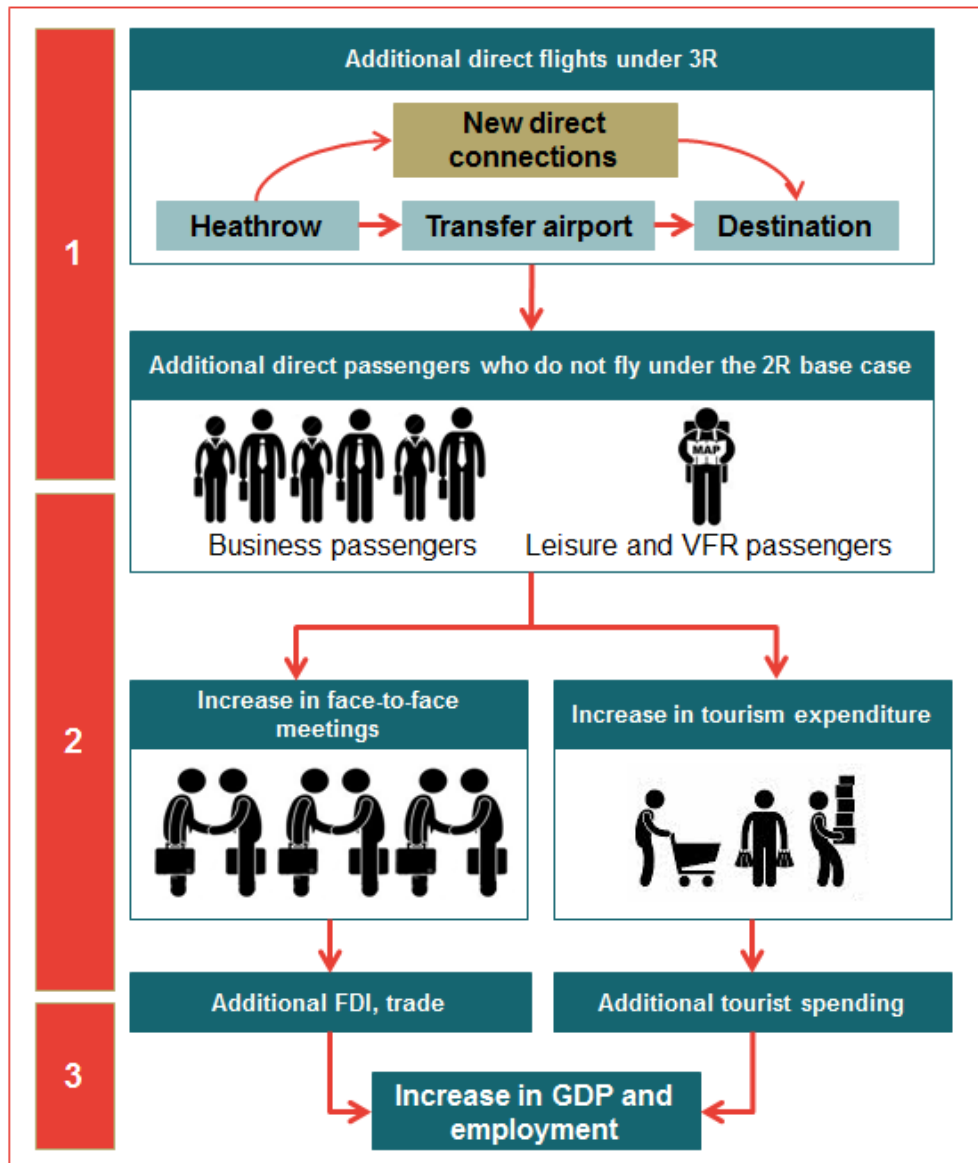 1
Additional direct flights under 3R
New direct
connections
Heathrow
Transfer airport
Destination
Additional direct passengers who do not fly under the 2R base case
MAP
Business passengers
Leisure and VFR passengers
2
Increase in face-to-face
meetings
Increase in tourism expenditure
Additional FDI, trade
Additional tourist spending
3
Increase in GDP and
employment